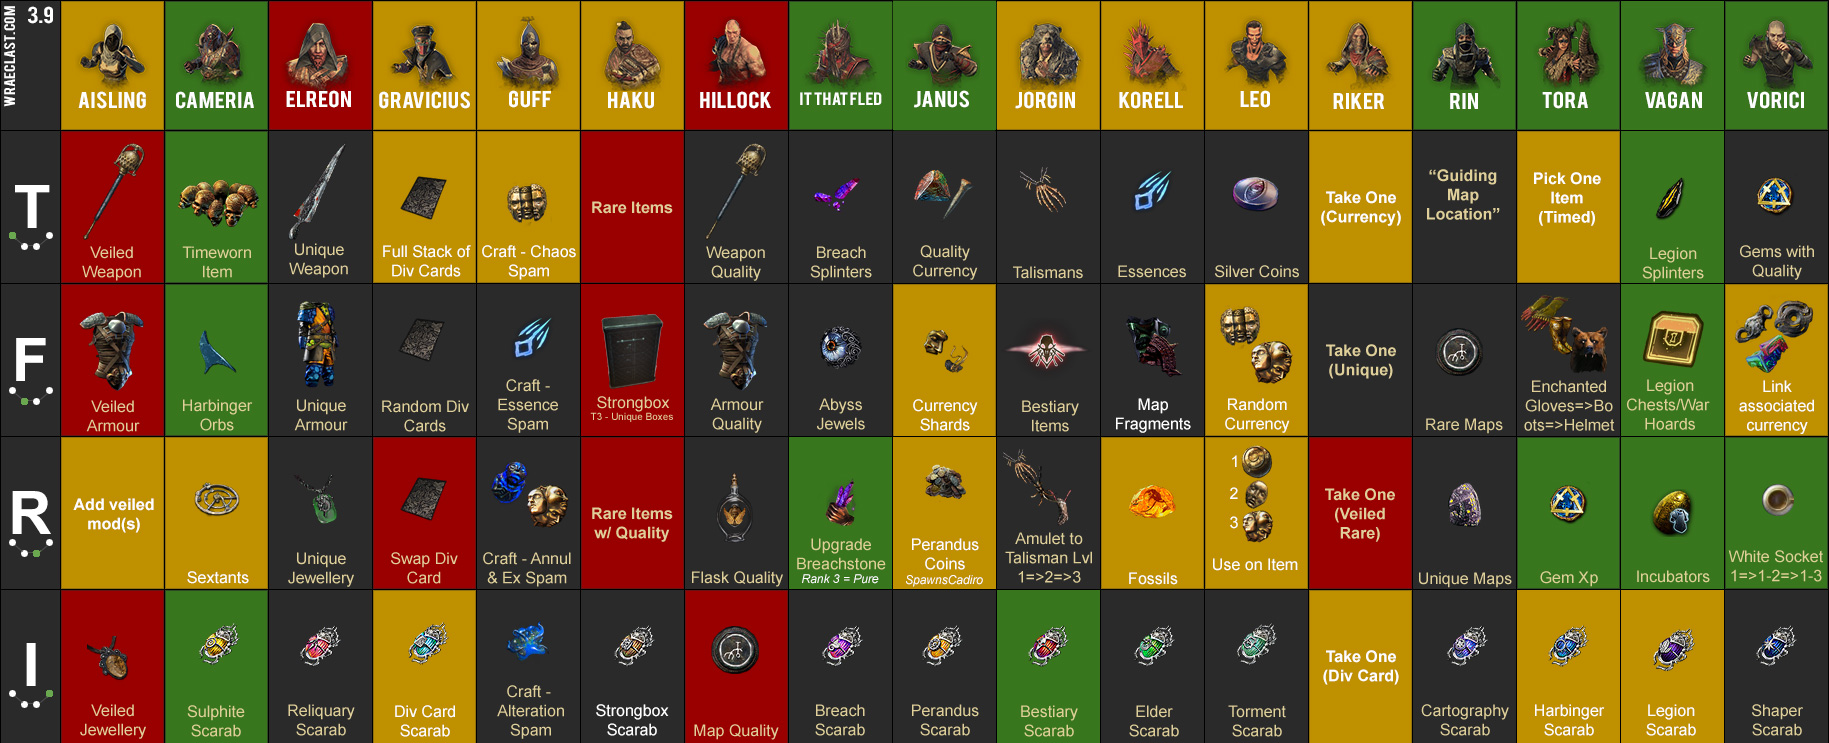 WRAECLAST.COM
3.9
AISLING
CAMERIA
ELREON
GRAVICIUS
GUFF
HAKU
HILLOCK
IT THAT FLED
JANUS
JORGIN
KORELL
LEO
RIKER
RIN
TORA
VAGAN
VORICI
T
Veiled
Weapon
Timeworn
Item
Unique
Weapon
Full Stack of
Div Cards
Craft - Chaos
Spam
Rare Items
Weapon
Quality
Breach
Splinters
Quality
Currency
Talismans
Essences
Silver Coins
Take One
(Currency)
“Guiding
Map
Location”
Pick One
Item
(Timed)
Legion
Splinters
Gems with
Quality
F
Veiled
Armour
Harbinger
Orbs
Unique
Armour
Random Div
Cards
Craft -
Essence
Spam
Strongbox
T3 - Unique Boxes
Armour
Quality
Abyss
Jewels
Currency
Shards
Bestiary
Items
Map
Fragments
Random
Currency
Take One
(Unique)
Rare Maps
Enchanted
Gloves=>Bo
ots=>Helmet
Legion
Chests/War
Hoards
Link
associated
currency
R
Add veiled
mod(s)
Sextants
Unique
Jewellery
Swap Div
Card
Craft - Annul
& Ex Spam
Rare Items
w/ Quality
Flask Quality
Upgrade
Breachstone
Rank 3 = Pure
Perandus
Coins
SpawnsCadiro
Amulet to
Talisman Lvl
1=>2=>3
Fossils
1
2
3
Use on Item
Take One
(Veiled
Rare)
Unique Maps
Gem Xp
Incubators
White Socket
1=>1-2=>1-3
I
Veiled
Jewellery
Sulphite
Scarab
Reliquary
Scarab
Div Card
Scarab
Craft -
Alteration
Spam
Strongbox
Scarab
Map Quality
Breach
Scarab
Perandus
Scarab
Bestiary
Scarab
Elder
Scarab
Torment
Scarab
Take One
(Div Card)
Cartography
Scarab
Harbinger
Scarab
Legion
Scarab
Shaper
Scarab